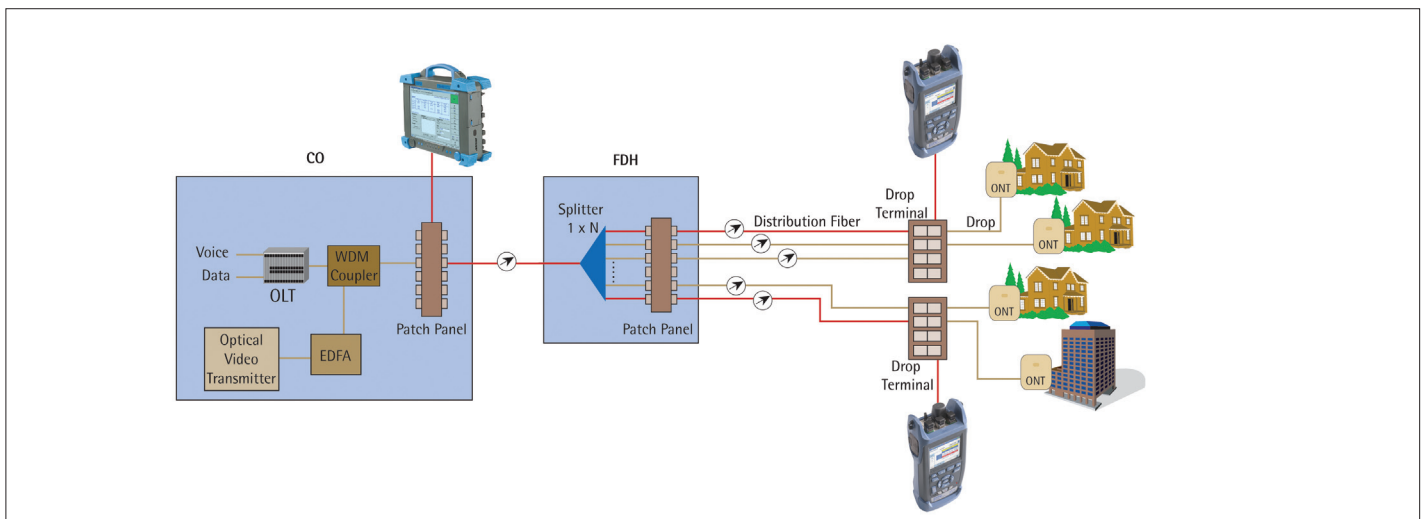 CO
FDH
Voice
Data
OLT
WDM
Coupler
Patch Panel
Optical
Video
Transmitter
EDFA
Splitter
1 x N
Patch Panel
Distribution Fiber
Drop
Terminal
Drop
ONT
ONT
ONT
ONT
Drop
Terminal